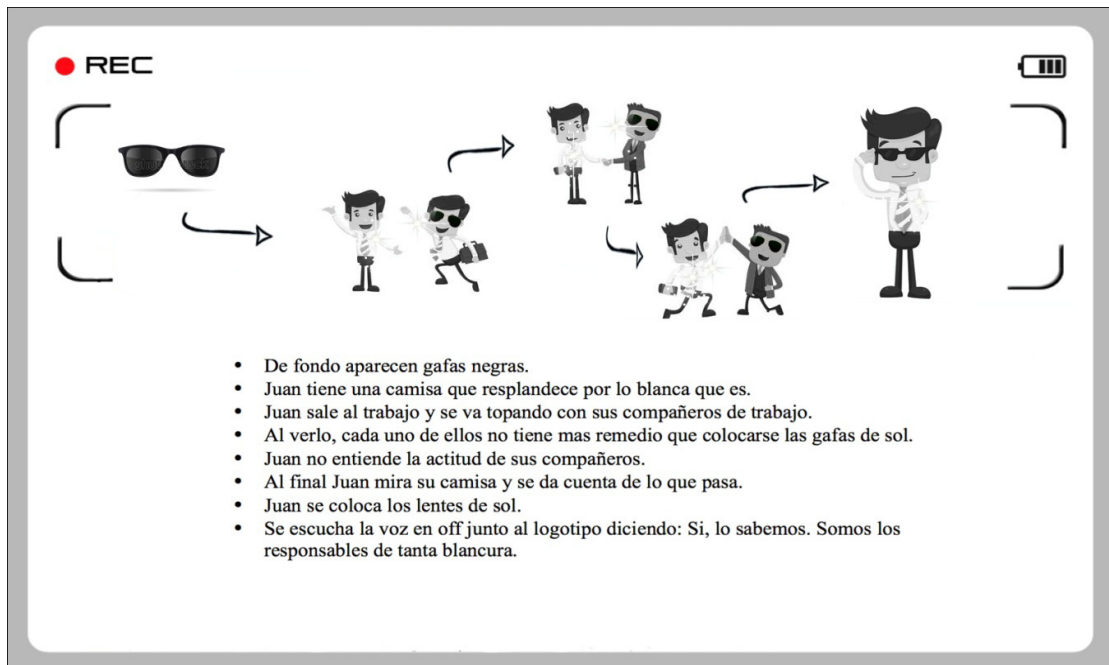 REC
• De fondo aparecen gafas negras.
• Juan tiene una camisa que resplandece por lo blanca que es.
• Juan sale al trabajo y se va topando con sus compañeros de trabajo.
• Al verlo, cada uno de ellos no tiene mas remedio que colocarse las gafas de sol.
• Juan no entiende la actitud de sus compañeros.
• Al final Juan mira su camisa y se da cuenta de lo que pasa.
• Juan se coloca los lentes de sol.
• Se escucha la voz en off junto al logotipo diciendo: Si, lo sabemos. Somos los
responsables de tanta blancura.